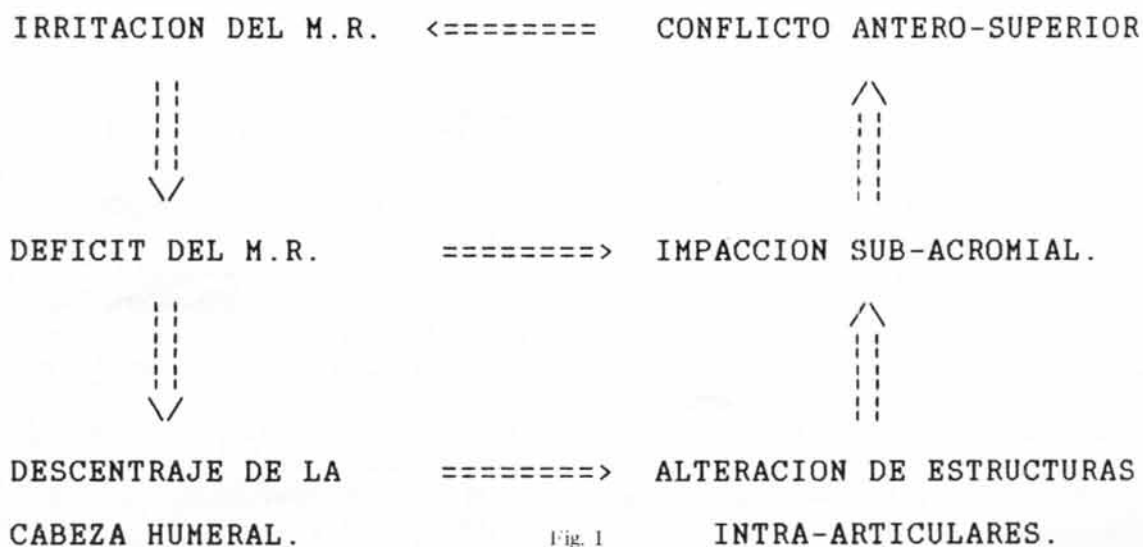 IRRITACION DEL M.R. <======== CONFLICTO ANTERO-SUPERIOR
DEFICIT DEL M.R. ========> IMPACCION SUB-ACROMIAL.
DESCENTRAJE DE LA ========> ALTERACION DE ESTRUCTURAS
CABEZA HUMERAL. Fig. 1 INTRA-ARTICULARES.